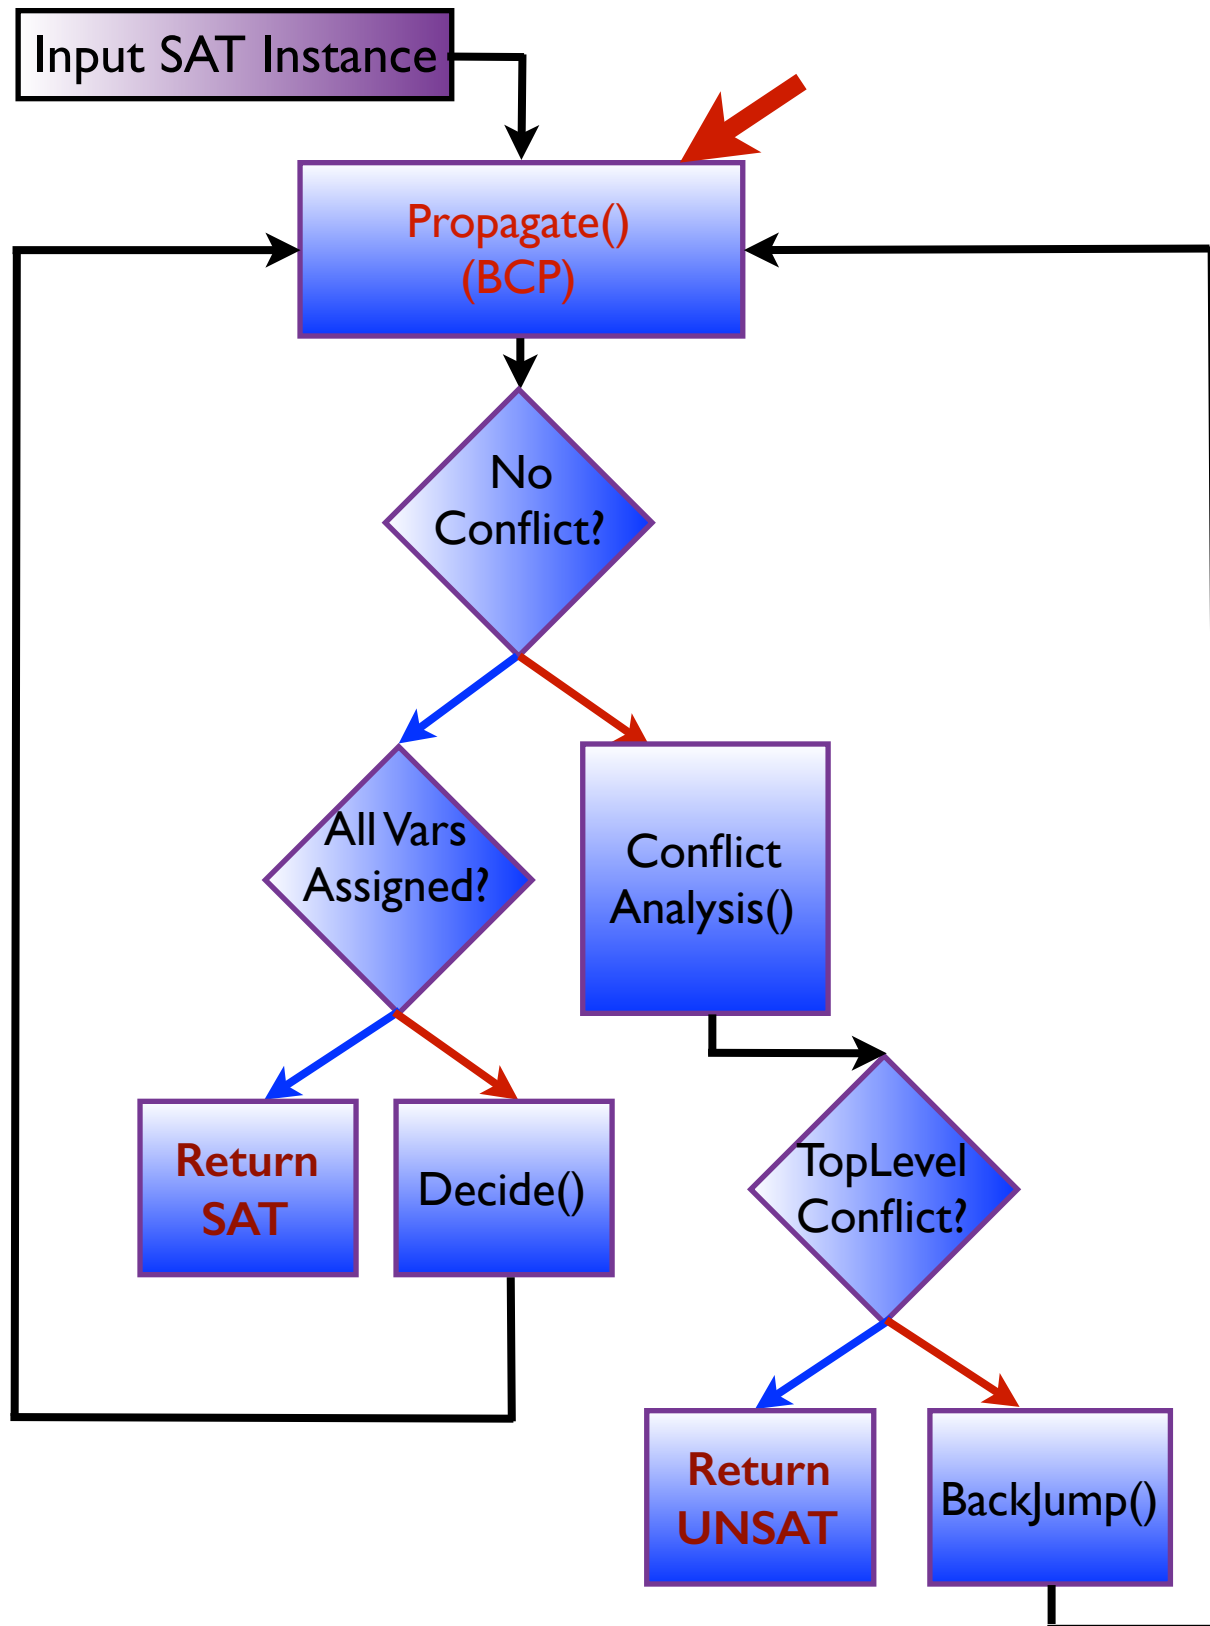 Input SAT Instance
Propagate()
(BCP)
No
Conflict?
All Vars
Assigned?
Conflict
Analysis()
Return
SAT
Decide()
TopLevel
Conflict?
Return
UNSAT
BackJump()